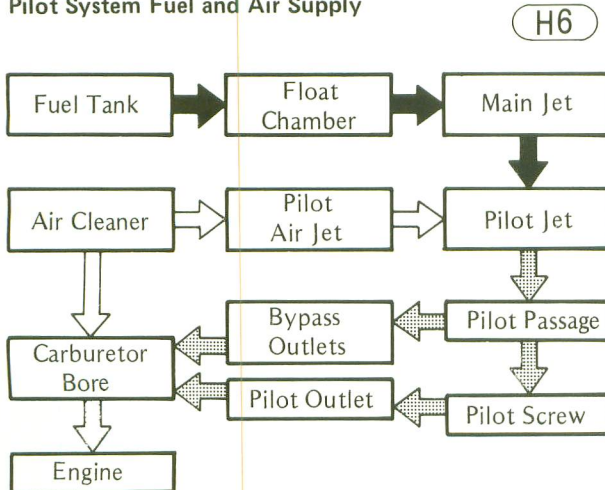 Pilot System Fuel and Air Supply
H6
Fuel Tank
Float
Chamber
Main Jet
Air Cleaner
Pilot
Air Jet
Pilot Jet
Bypass
Outlets
Pilot Passage
Carburetor
Bore
Pilot Outlet
Pilot Screw
Engine